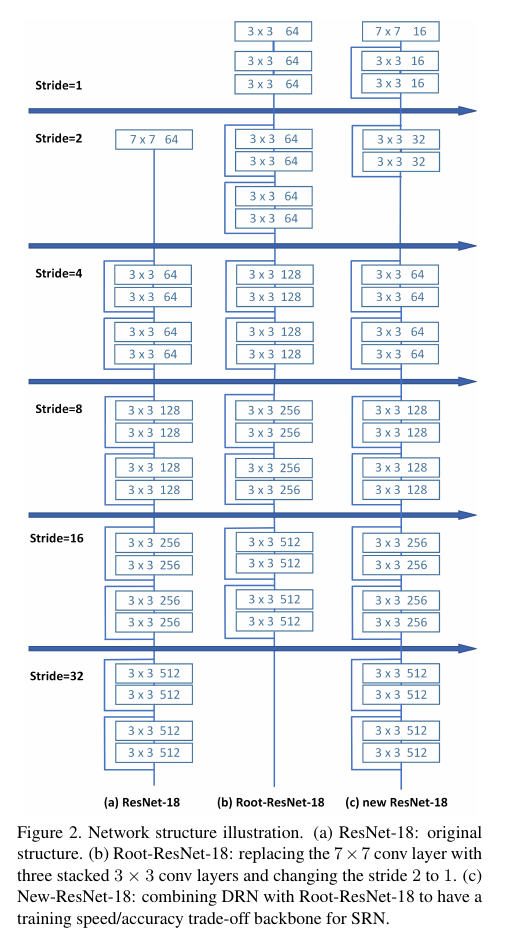 3 x 3 64
7 x 7 16
3 x 3 64
3 x 3 16
Stride=1
3 x 3 64
3 x 3 16
Stride=2
7 x 7 64
3 x 3 64
3 x 3 32
3 x 3 64
3 x 3 32
3 x 3 64
3 x 3 64
Stride=4
3 x 3 64
3 x 3 128
3 x 3 64
3 x 3 64
3 x 3 128
3 x 3 64
3 x 3 64
3 x 3 128
3 x 3 64
3 x 3 64
3 x 3 128
3 x 3 64
Stride=8
3 x 3 128
3 x 3 256
3 x 3 128
3 x 3 128
3 x 3 256
3 x 3 128
3 x 3 128
3 x 3 256
3 x 3 128
3 x 3 128
3 x 3 256
3 x 3 128
Stride=16
3 x 3 256
3 x 3 512
3 x 3 256
3 x 3 256
3 x 3 512
3 x 3 256
3 x 3 256
3 x 3 512
3 x 3 256
3 x 3 256
3 x 3 512
3 x 3 256
Stride=32
3 x 3 512
3 x 3 512
3 x 3 512
3 x 3 512
3 x 3 512
3 x 3 512
3 x 3 512
3 x 3 512
(a) ResNet-18
(b) Root-ResNet-18
(c) new ResNet-18
Figure 2. Network structure illustration. (a) ResNet-18: original
structure. (b) Root-ResNet-18: replacing the 7 × 7 conv layer with
three stacked 3 × 3 conv layers and changing the stride 2 to 1. (c)
New-ResNet-18: combining DRN with Root-ResNet-18 to have a
training speed/accuracy trade-off backbone for SRN.